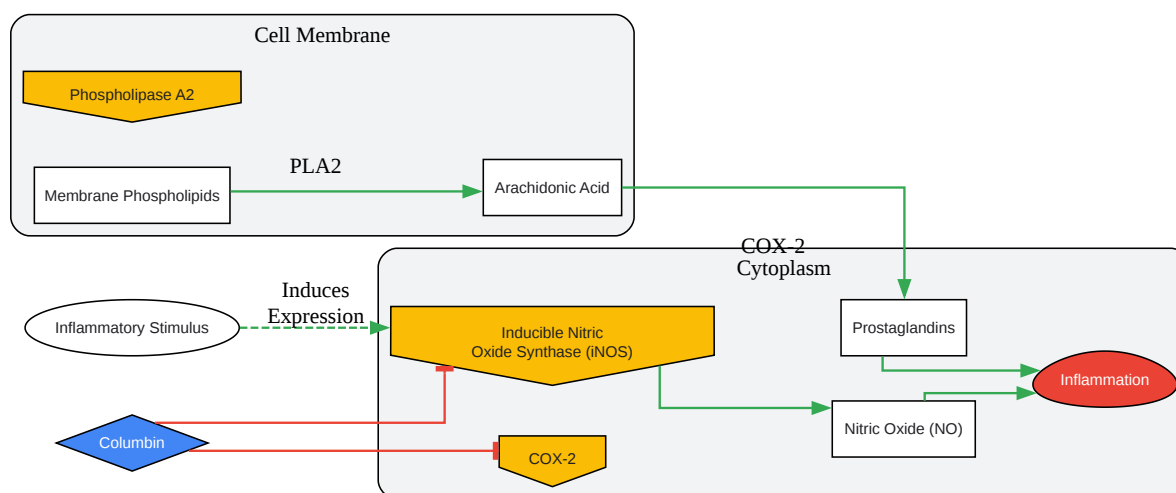 Cell Membrane
Phospholipase A2
PLA2
Membrane Phospholipids
Arachidonic Acid
COX-2
Cytoplasm
Induces
Expression
Inflammatory Stimulus
Inducible Nitric
Oxide Synthase (iNOS)
Prostaglandins
Inflammation
Nitric Oxide (NO)
Columbin
COX-2